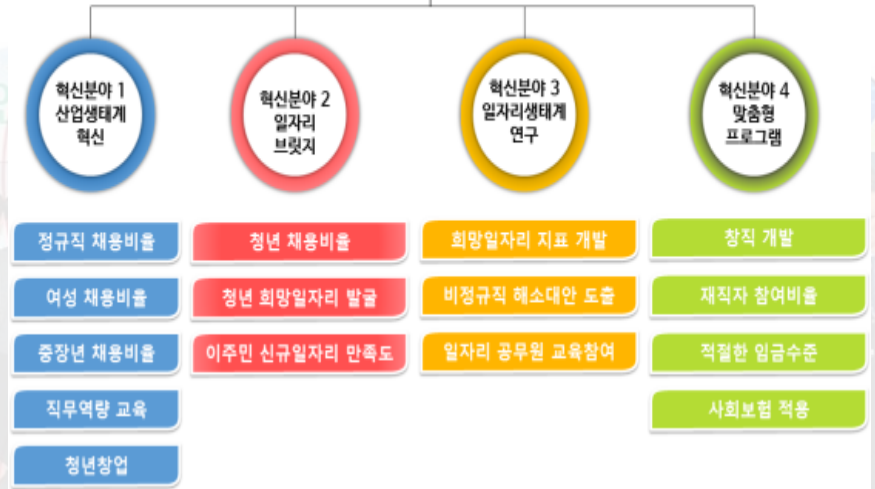 혁신분야 1
산업생태계
혁신
혁신분야 2
일자리
브릿지
혁신분야 3
일자리생태계
연구
혁신분야 4
맞춤형
프로그램
정규직 채용비율
여성 채용비율
중장년 채용비율
직무역량 교육
청년창업
청년 채용비율
청년 희망일자리 발굴
이주민 신규일자리 만족도
희망일자리 지표 개발
비정규직 해소대안 도출
일자리 공무원 교육참여
창직 개발
재직자 참여비율
적절한 임금수준
사회보험 적용